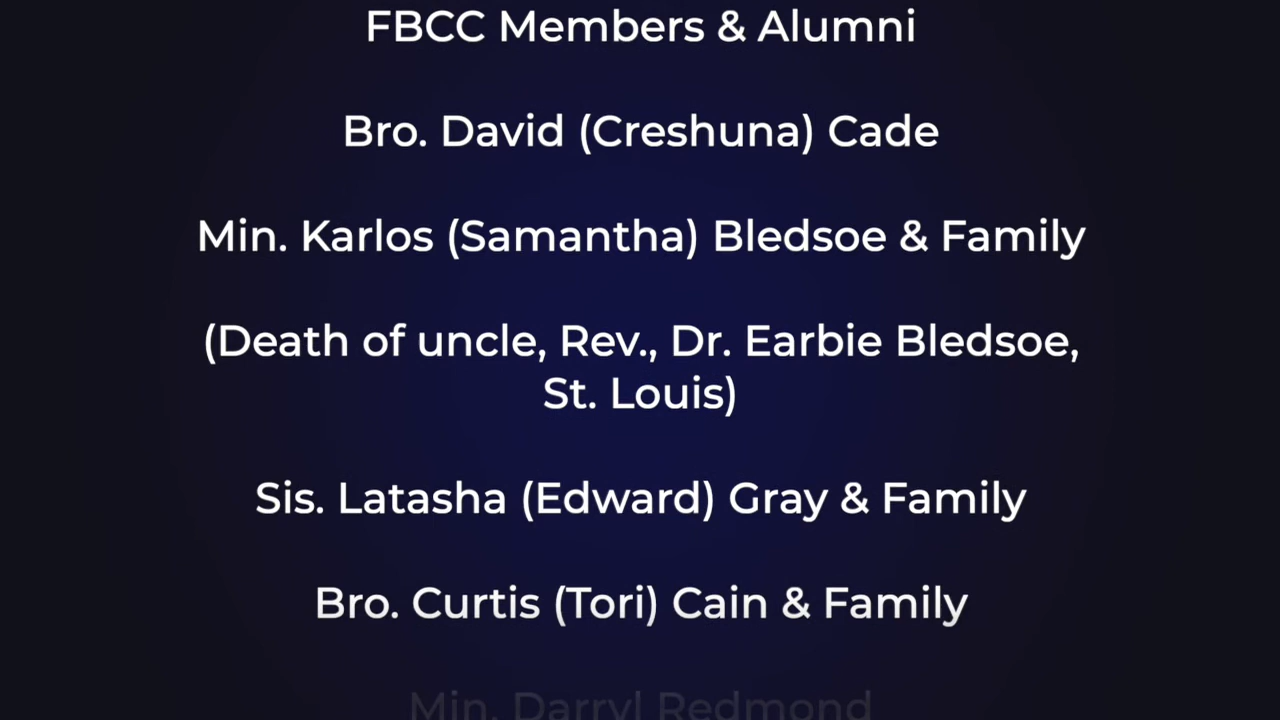 FBCC Members & Alumni
Bro. David (Creshuna) Cade
Min. Karlos (Samantha) Bledsoe & Family
(Death of uncle, Rev., Dr. Earbie Bledsoe,
St. Louis)
Sis. Latasha (Edward) Gray & Family
Bro. Curtis (Tori) Cain & Family
Min. Darryl Redmond